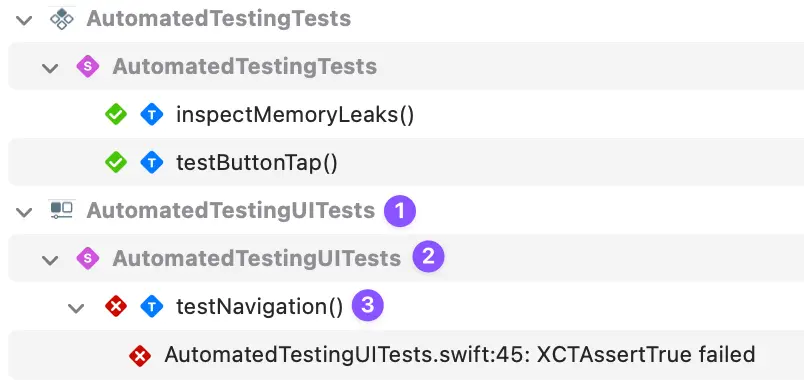 AutomatedTestingTests
S AutomatedTestingTests
T inspectMemoryLeaks()
T testButtonTap()
AutomatedTestingUITests 1
S AutomatedTestingUITests 2
T testNavigation() 3
AutomatedTestingUITests.swift:45: XCTAssertTrue failed